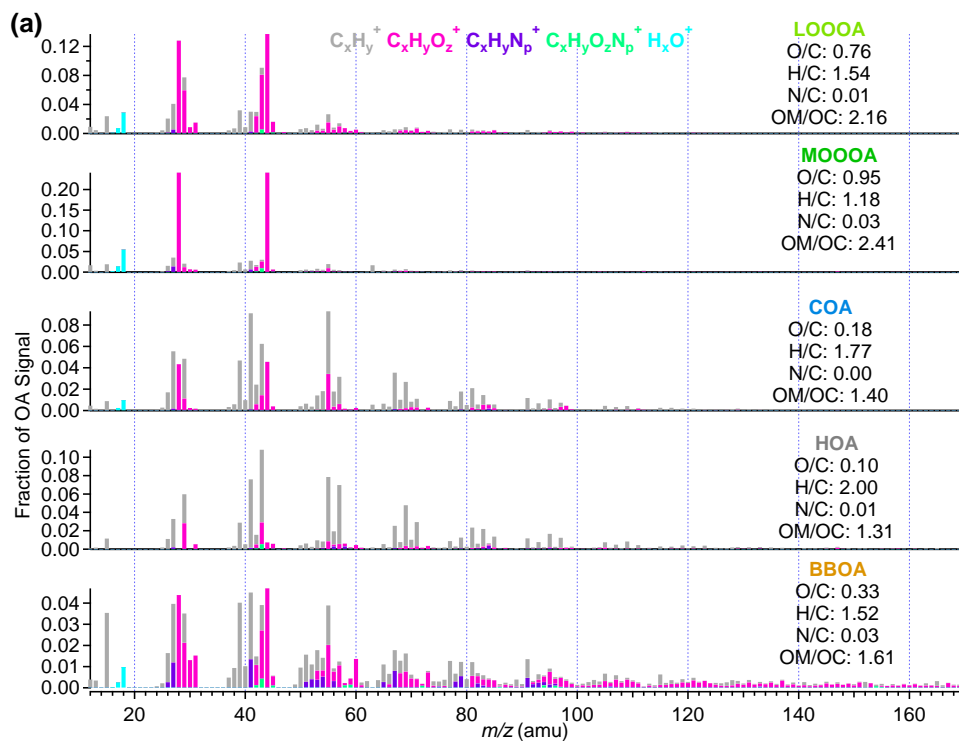 (a)
CxHy+ CxHyOz+ CxHyNp+ CxHyOzNp+ HxO+
LOOOA
O/C: 0.76
H/C: 1.54
N/C: 0.01
OM/OC: 2.16
0.12
0.08
0.04
0.00
MOOOA
O/C: 0.95
H/C: 1.18
N/C: 0.03
OM/OC: 2.41
0.20
0.15
0.10
0.05
0.00
COA
O/C: 0.18
H/C: 1.77
N/C: 0.00
OM/OC: 1.40
0.08
0.06
0.04
0.02
0.00
Fraction of OA Signal
HOA
O/C: 0.10
H/C: 2.00
N/C: 0.01
OM/OC: 1.31
0.10
0.08
0.06
0.04
0.02
0.00
BBOA
O/C: 0.33
H/C: 1.52
N/C: 0.03
OM/OC: 1.61
0.04
0.03
0.02
0.01
0.00
20 40 60 80 100 120 140 160
m/z (amu)